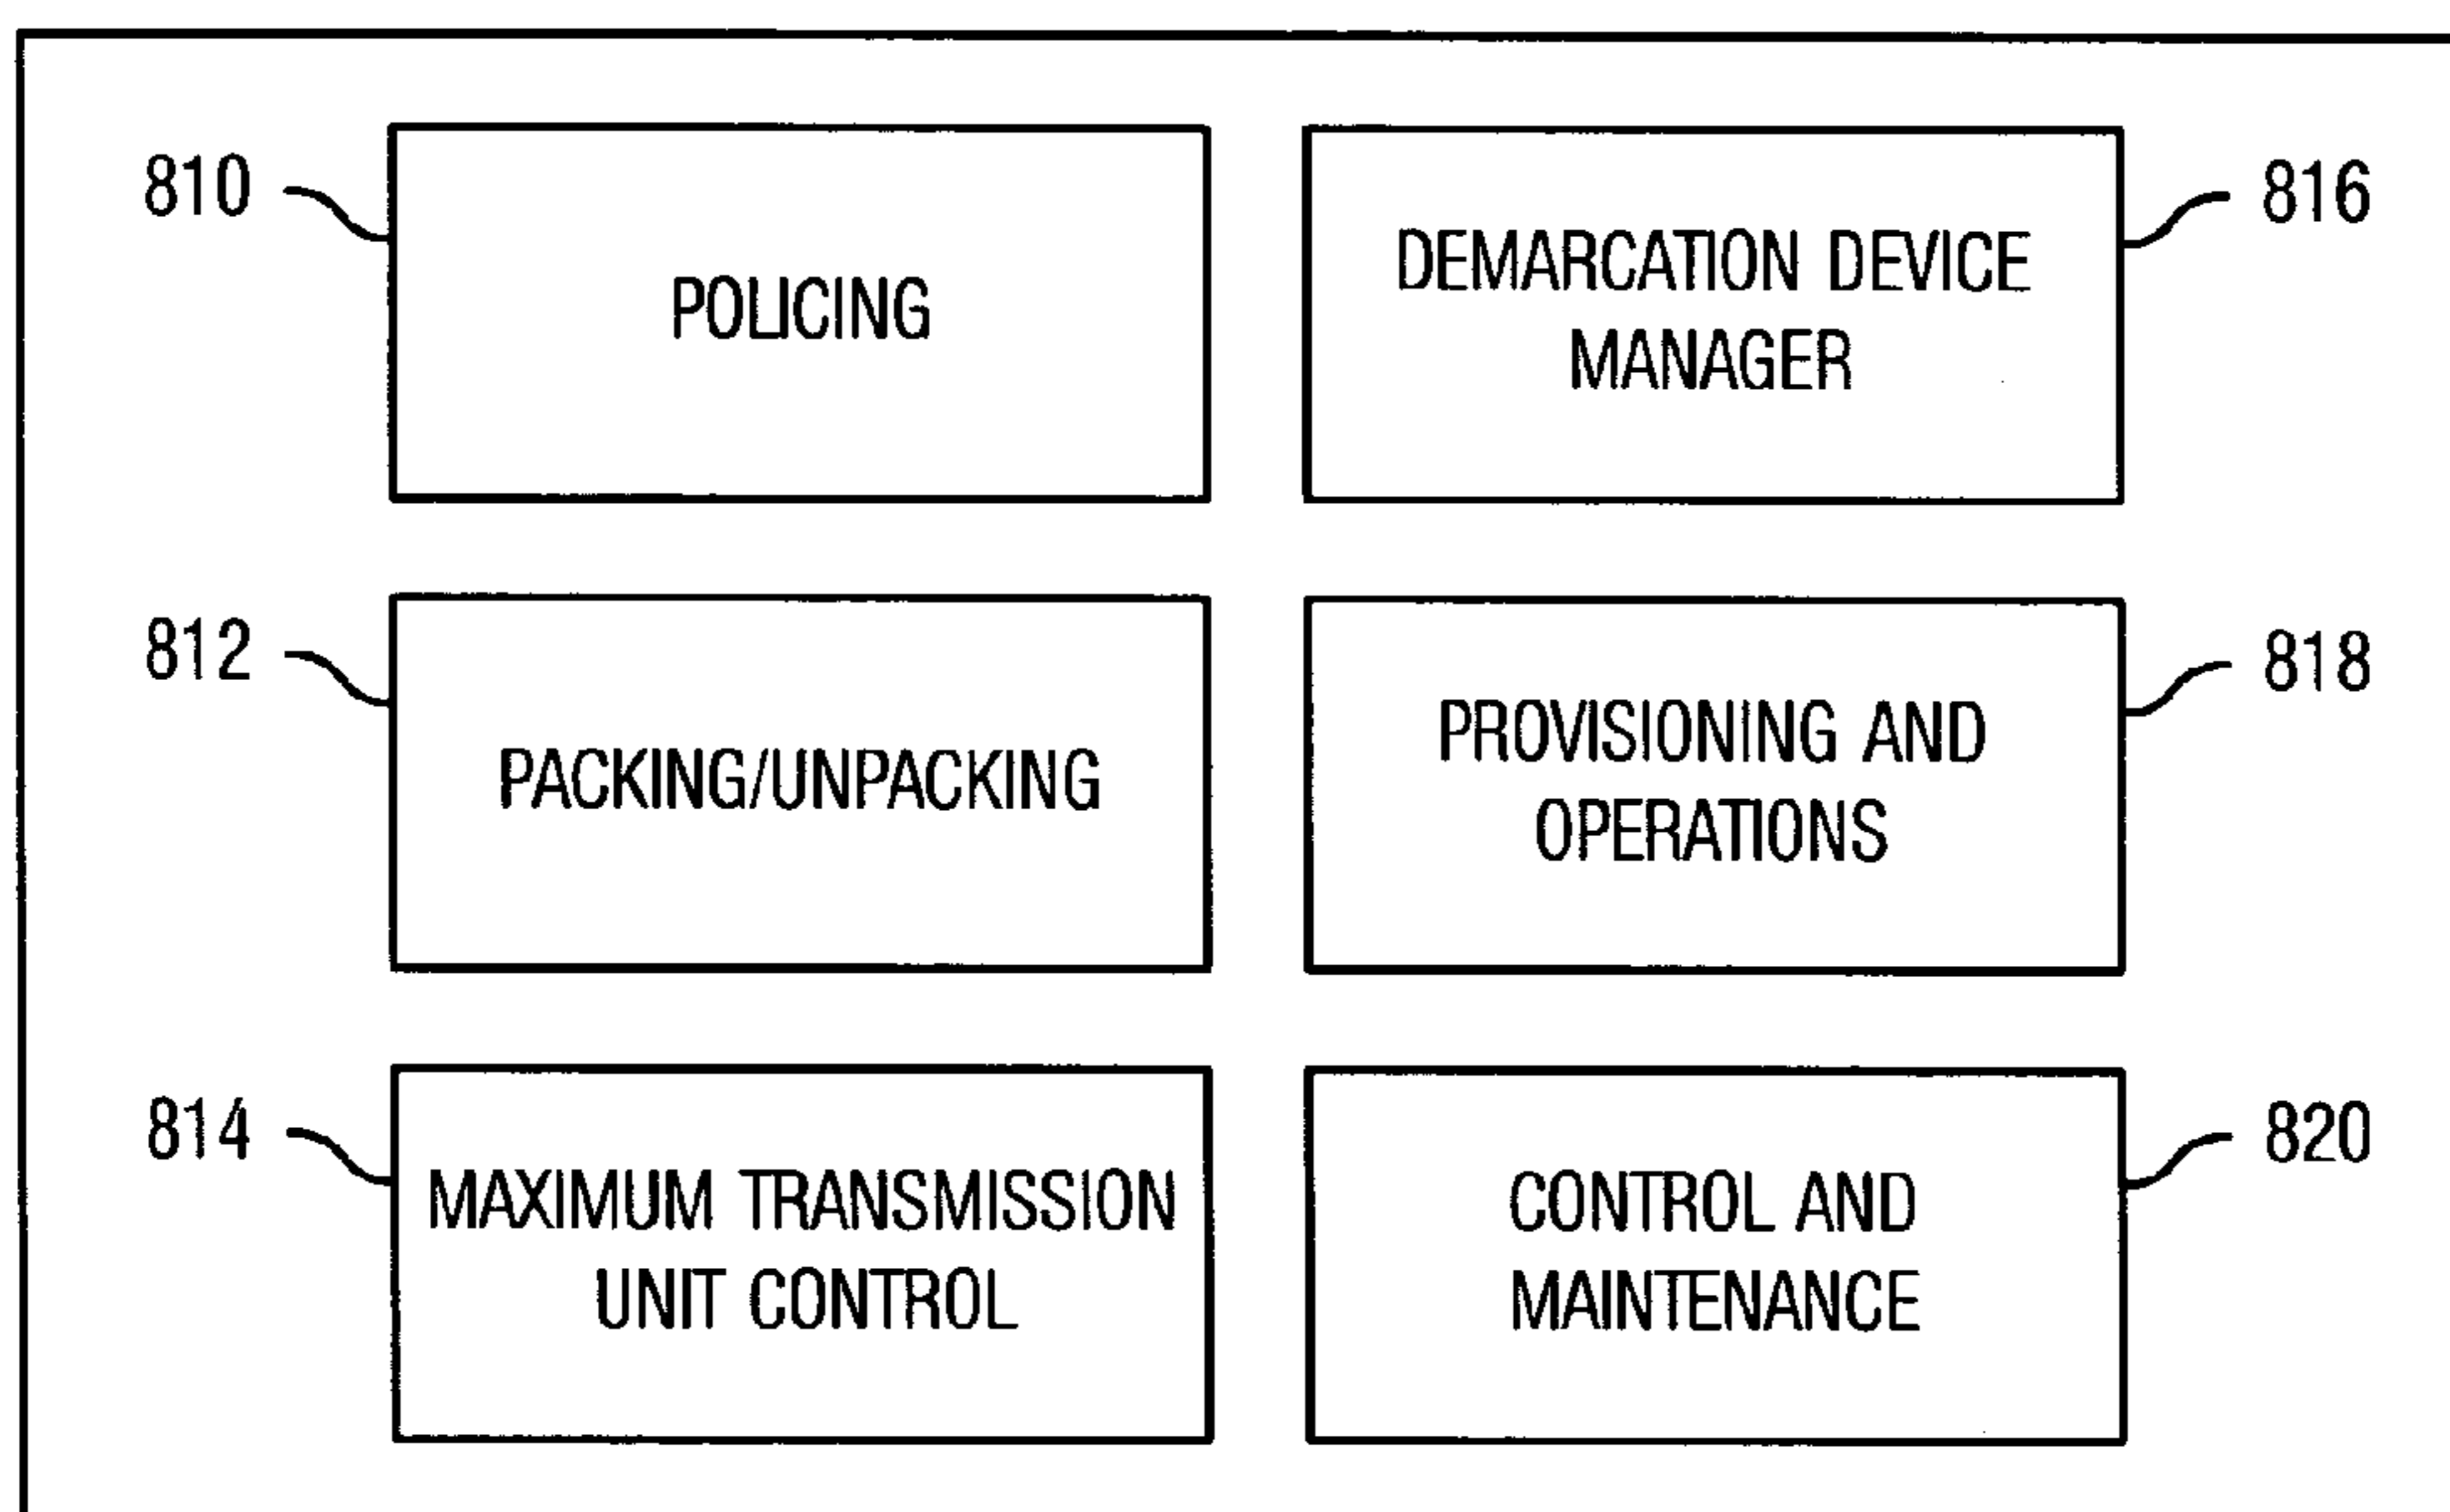 810
POLICING
812
PACKING/UNPACKING
814
MAXIMUM TRANSMISSION
UNIT CONTROL
816
DEMARCATION DEVICE
MANAGER
818
PROVISIONING AND
OPERATIONS
820
CONTROL AND
MAINTENANCE